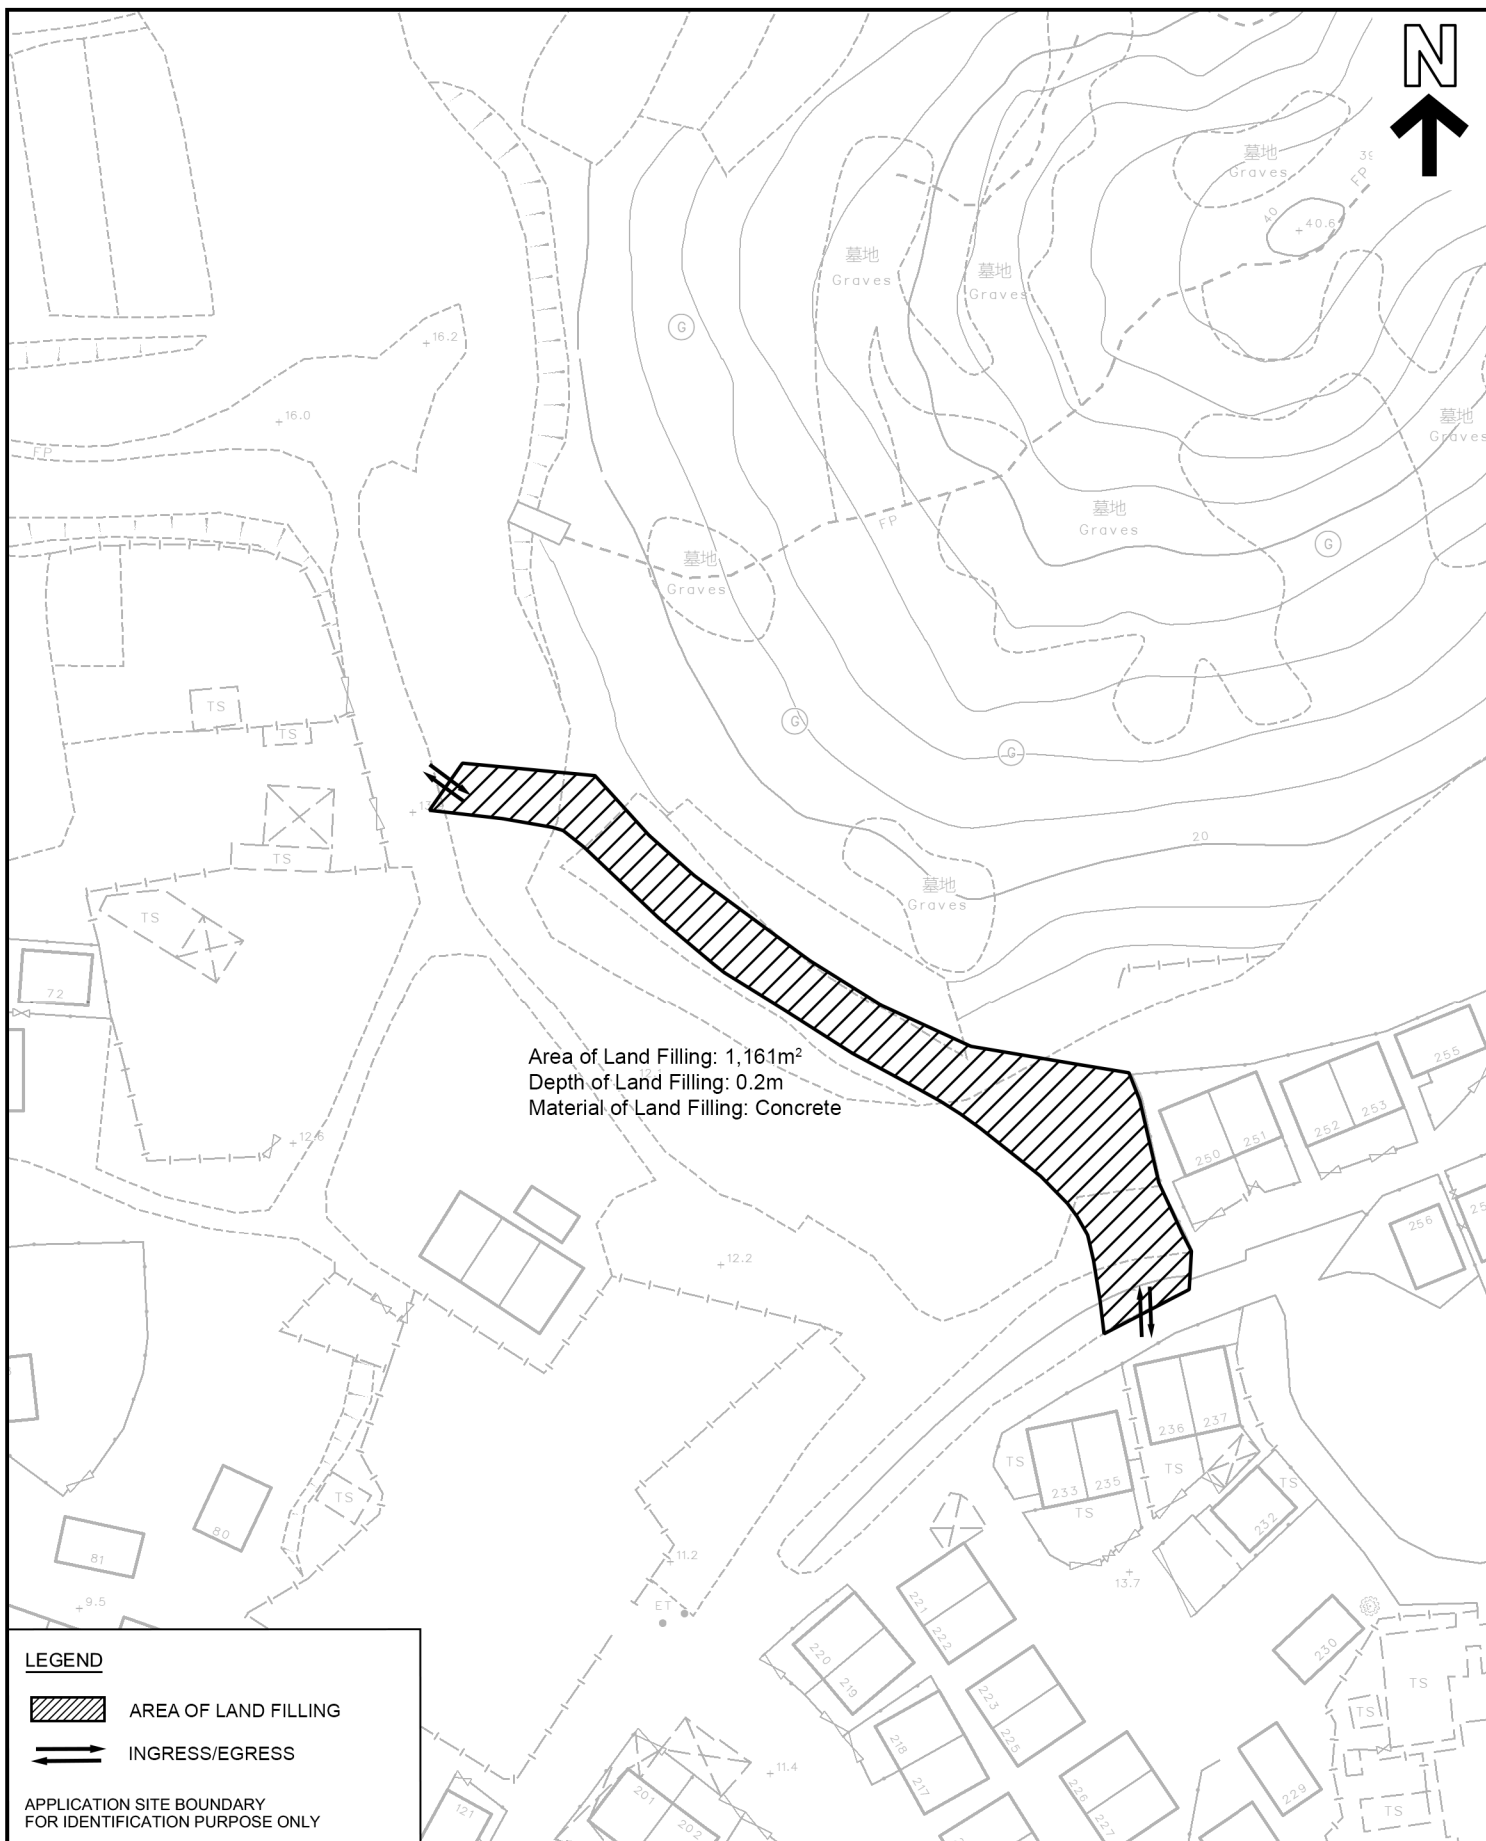 N
墓地
Graves
39
FP
40
40.6
墓地
Graves
墓地
Graves
G
16.2
16.0
FP
墓地
Graves
墓地
Graves
FP
G
墓地
Graves
TS
TS
G
G
TS
20
墓地
Graves
TS
72
Area of Land Filling: 1,161m²
12.1
Depth of Land Filling: 0.2m
Material of Land Filling: Concrete
12.6
255
253
252
251
250
256
12.2
237
236
TS
TS
TS
235
233
TS
TS
232
80
81
11.2
13.7
9.5
ET
221
222
220
219
230
TS
TS
223
225
218
217
226
227
229
TS
11.4
201
202
121
LEGEND
AREA OF LAND FILLING
INGRESS/EGRESS
APPLICATION SITE BOUNDARY
FOR IDENTIFICATION PURPOSE ONLY